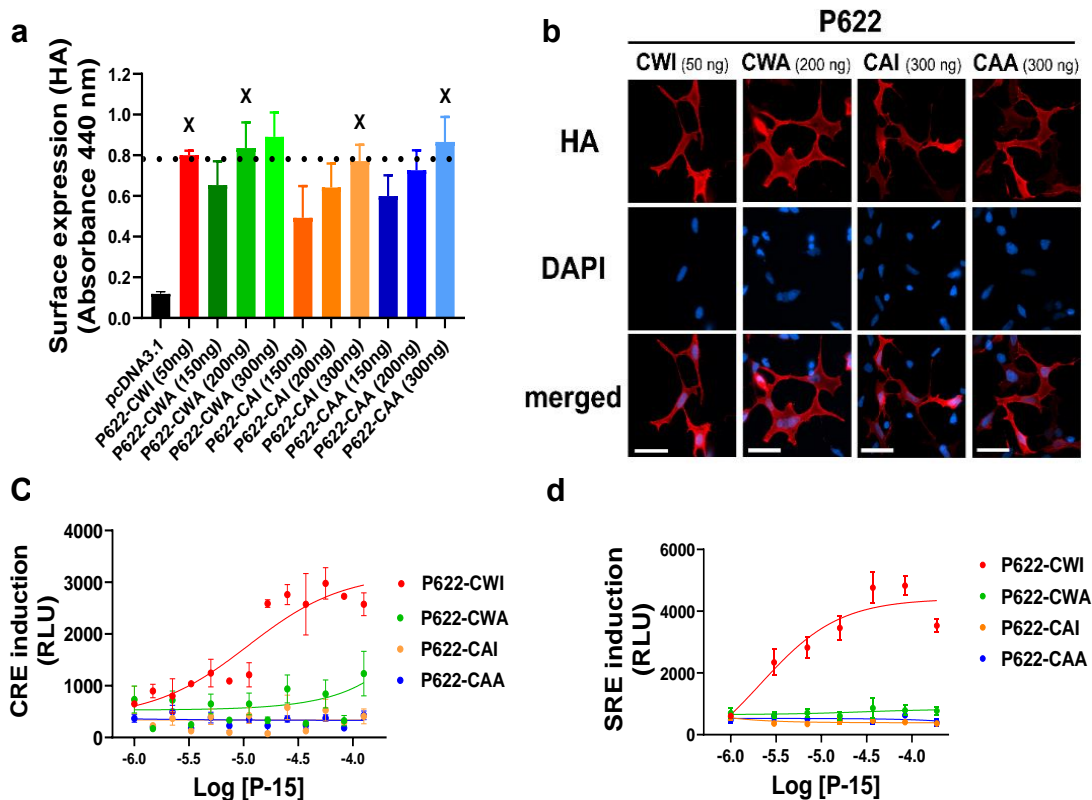 a
Surface expression (HA)
(Absorbance 440 nm)
1.2
1.0
0.8
0.6
0.4
0.2
0.0
X
X
X
X
pcDNA3.1
P622-CWI (50ng)
P622-CWA (150ng)
P622-CWA (200ng)
P622-CWA (300ng)
P622-CAI (150ng)
P622-CAI (200ng)
P622-CAI (300ng)
P622-CAA (150ng)
P622-CAA (200ng)
P622-CAA (300ng)
b
P622
CWI (50 ng) CWA (200 ng) CAI (300 ng) CAA (300 ng)
HA
DAPI
merged
C
CRE induction
(RLU)
4000
3000
2000
1000
0
-6.0 -5.5 -5.0 -4.5 -4.0
Log [P-15]
P622-CWI
P622-CWA
P622-CAI
P622-CAA
d
SRE induction
(RLU)
6000
4000
2000
0
-6.0 -5.5 -5.0 -4.5 -4.0
Log [P-15]
P622-CWI
P622-CWA
P622-CAI
P622-CAA